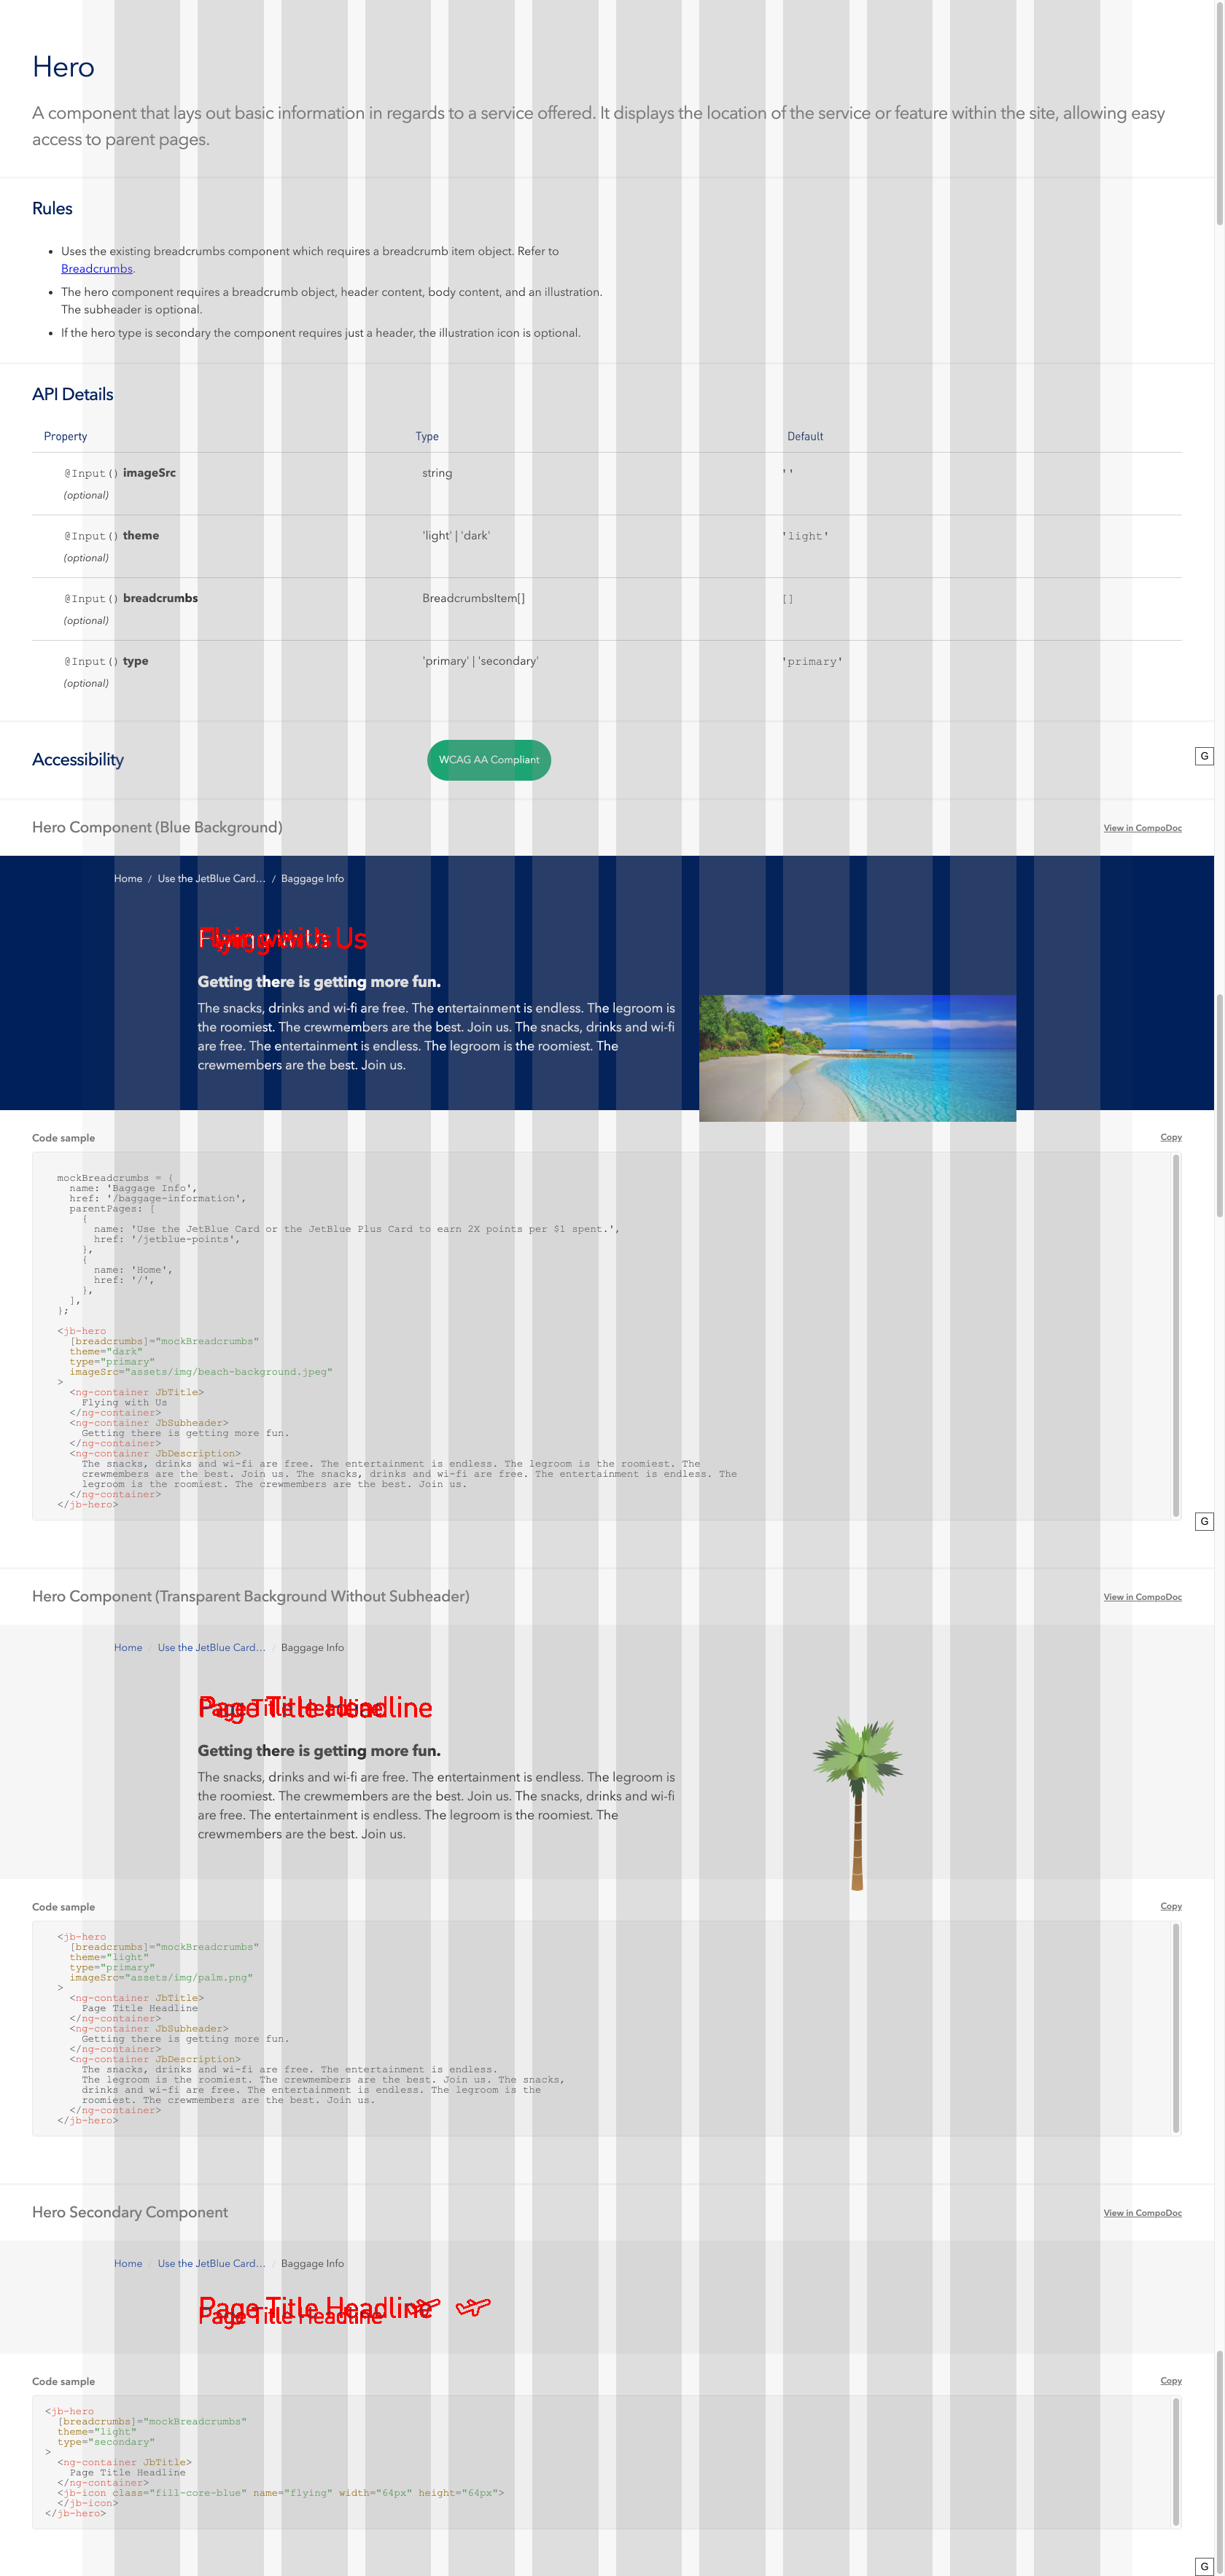 Hero
A component that lays out basic information in regards to a service offered. It displays the location of the service or feature within the site, allowing easy
access to parent pages.
Rules
• Uses the existing breadcrumbs component which requires a breadcrumb item object. Refer to
Breadcrumbs.
• The hero component requires a breadcrumb object, header content, body content, and an illustration.
The subheader is optional.
• If the hero type is secondary the component requires just a header, the illustration icon is optional.
API Details
Property Type Default
@Input() imageSrc string ''
(optional)
@Input() theme 'light' | 'dark' 'light'
(optional)
@Input() breadcrumbs BreadcrumbsItem[] []
(optional)
@Input() type 'primary' | 'secondary' 'primary'
(optional)
Accessibility WCAG AA Compliant
G
Hero Component (Blue Background) View in CompoDoc
Home / Use the JetBlue Card... / Baggage Info
Flying with Us
Getting there is getting more fun.
The snacks, drinks and wi-fi are free. The entertainment is endless. The legroom is
the roomiest. The crewmembers are the best. Join us. The snacks, drinks and wi-fi
are free. The entertainment is endless. The legroom is the roomiest. The
crewmembers are the best. Join us.
Code sample Copy
mockBreadcrumbs = {
name: 'Baggage Info',
href: '/baggage-information',
parentPages: [
{
name: 'Use the JetBlue Card or the JetBlue Plus Card to earn 2X points per $1 spent.',
href: '/jetblue-points',
},
{
name: 'Home',
href: '/',
},
],
};
<jb-hero
[breadcrumbs]="mockBreadcrumbs"
theme="dark"
type="primary"
imageSrc="assets/img/beach-background.jpeg"
>
<ng-container JbTitle>
Flying with Us
</ng-container>
<ng-container JbSubheader>
Getting there is getting more fun.
</ng-container>
<ng-container JbDescription>
The snacks, drinks and wi-fi are free. The entertainment is endless. The legroom is the roomiest. The
crewmembers are the best. Join us. The snacks, drinks and wi-fi are free. The entertainment is endless. The
legroom is the roomiest. The crewmembers are the best. Join us.
</ng-container>
</jb-hero>
G
Hero Component (Transparent Background Without Subheader) View in CompoDoc
Home / Use the JetBlue Card... / Baggage Info
Page Title Headline
Getting there is getting more fun.
The snacks, drinks and wi-fi are free. The entertainment is endless. The legroom is
the roomiest. The crewmembers are the best. Join us. The snacks, drinks and wi-fi
are free. The entertainment is endless. The legroom is the roomiest. The
crewmembers are the best. Join us.
Code sample Copy
<jb-hero
[breadcrumbs]="mockBreadcrumbs"
theme="light"
type="primary"
imageSrc="assets/img/palm.png"
>
<ng-container JbTitle>
Page Title Headline
</ng-container>
<ng-container JbSubheader>
Getting there is getting more fun.
</ng-container>
<ng-container JbDescription>
The snacks, drinks and wi-fi are free. The entertainment is endless.
The legroom is the roomiest. The crewmembers are the best. Join us. The snacks,
drinks and wi-fi are free. The entertainment is endless. The legroom is the
roomiest. The crewmembers are the best. Join us.
</ng-container>
</jb-hero>
Hero Secondary Component View in CompoDoc
Home / Use the JetBlue Card... / Baggage Info
Page Title Headline
Page Title Headline
Code sample Copy
<jb-hero
[breadcrumbs]="mockBreadcrumbs"
theme="light"
type="secondary"
>
<ng-container JbTitle>
Page Title Headline
</ng-container>
<jb-icon class="fill-core-blue" name="flying" width="64px" height="64px">
</jb-icon>
</jb-hero>
G